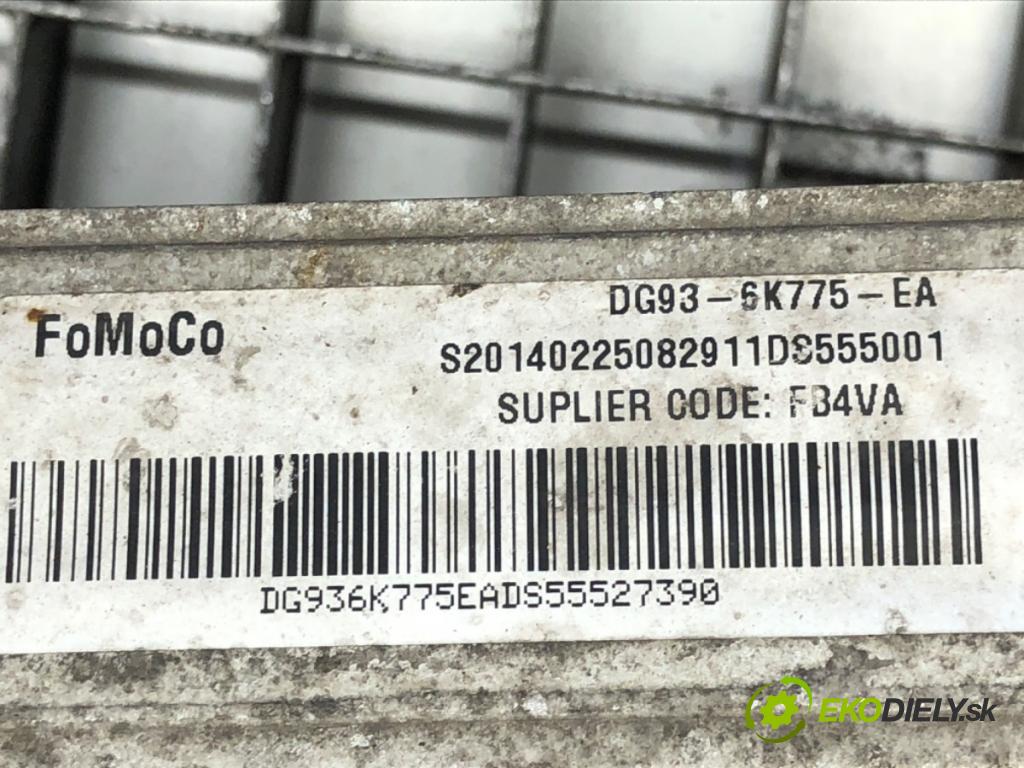 FoMoCo
DG93-6K775-EA
S20140225082911DS555001
SUPLIER CODE: FB4VA
DG936K775EADS55527390
EKODIELY.sk